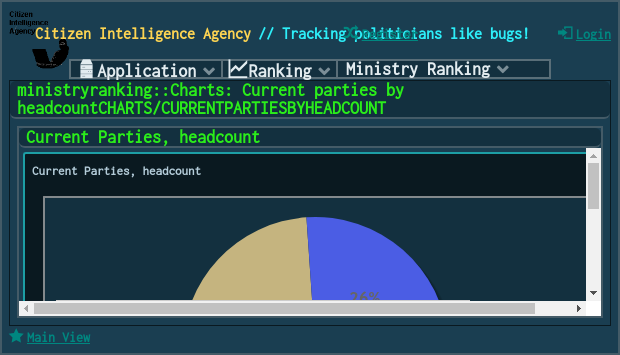 Citizen
Intelligence
Agency
Citizen Intelligence Agency // Tracking politicians like bugs!
Login
Application
Ranking
Ministry Ranking
ministryranking::Charts: Current parties by
headcountCHARTS/CURRENTPARTIESBYHEADCOUNT
Current Parties, headcount
Current Parties, headcount
Main View